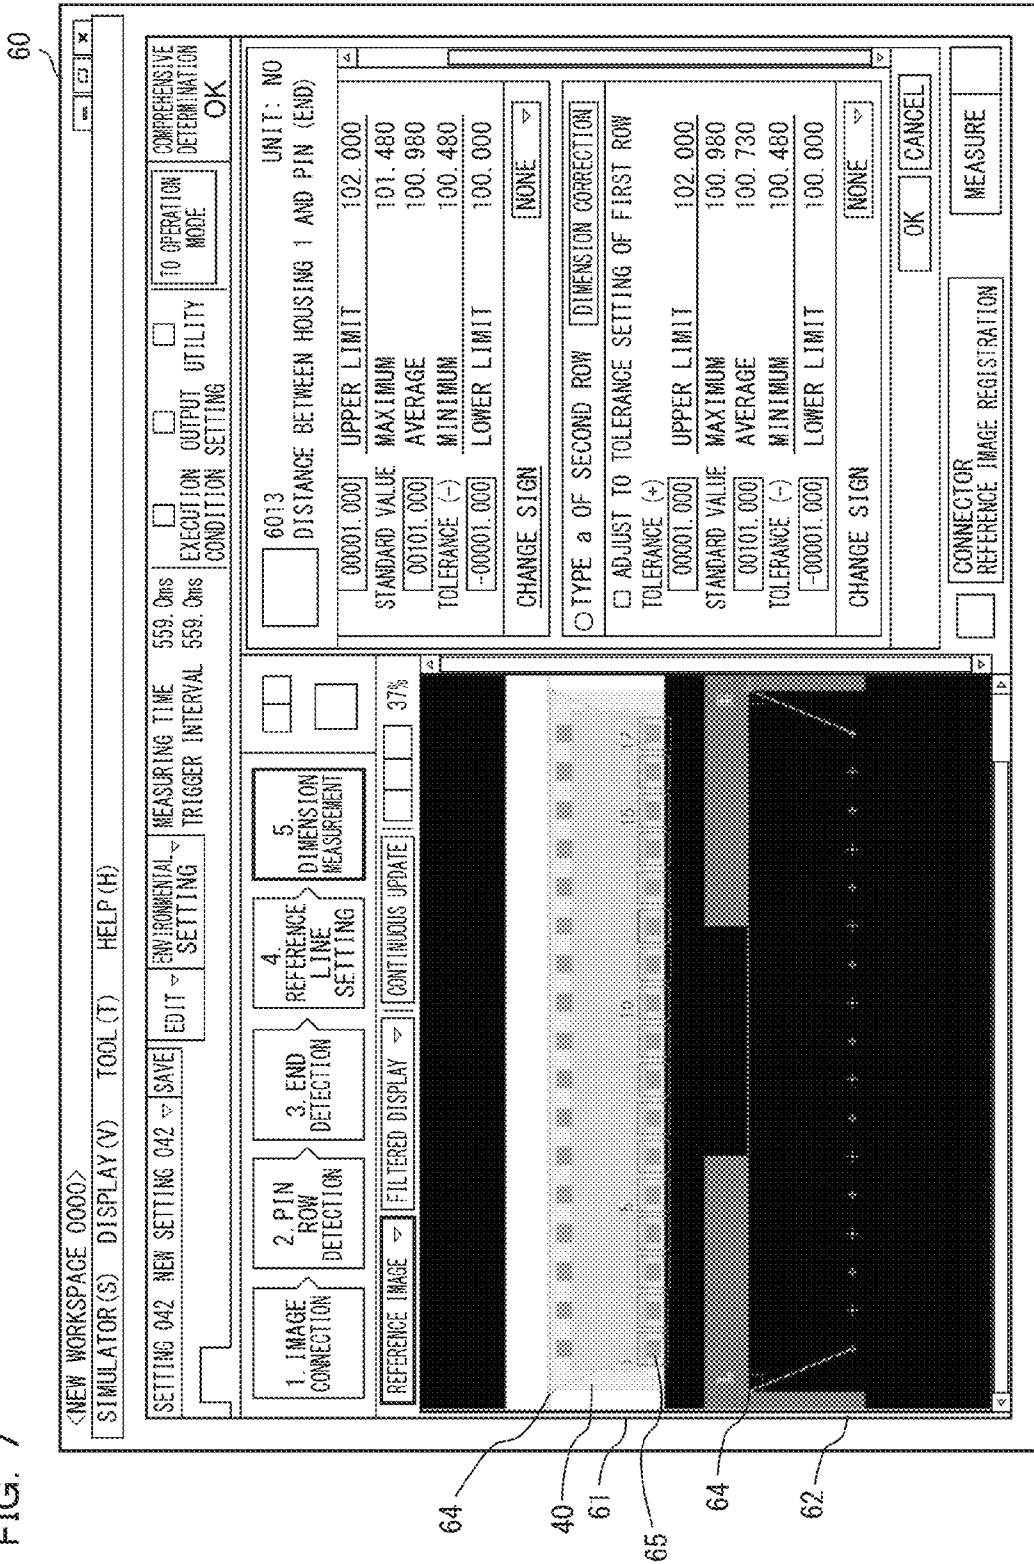 FIG. 7
60
<NEW WORKSPACE 0000>
SIMULATOR(S) DISPLAY(V) TOOL(T) HELP(H)
SETTING 042 NEW SETTING 042 SAVE
EDIT
ENVIRONMENTAL
SETTING
MEASURING TIME 559.0ms
TRIGGER INTERVAL 559.0ms
EXECUTION
CONDITION
OUTPUT
SETTING
UTILITY
TO OPERATION
MODE
COMPREHENSIVE
DETERMINATION
OK
1. IMAGE
CONNECTION
2. PIN
ROW
DETECTION
3. END
DETECTION
4.
REFERENCE
LINE
SETTING
5.
DIMENSION
MEASUREMENT
REFERENCE IMAGE
FILTERED DISPLAY
CONTINUOUS UPDATE
37%
6013
UNIT: NO
DISTANCE BETWEEN HOUSING 1 AND PIN (END)
00001.000 UPPER LIMIT 102.000
STANDARD VALUE MAXIMUM 101.480
00101.000 AVERAGE 100.980
TOLERANCE (-) MINIMUM 100.480
-00001.000 LOWER LIMIT 100.000
CHANGE SIGN NONE
TYPE a OF SECOND ROW DIMENSION CORRECTION
ADJUST TO TOLERANCE SETTING OF FIRST ROW
TOLERANCE (+)
00001.000 UPPER LIMIT 102.000
STANDARD VALUE MAXIMUM 100.980
00101.000 AVERAGE 100.730
TOLERANCE (-) MINIMUM 100.480
-00001.000 LOWER LIMIT 100.000
CHANGE SIGN NONE
OK CANCEL
CONNECTOR
REFERENCE IMAGE REGISTRATION
MEASURE
64
40
61
65
64
62